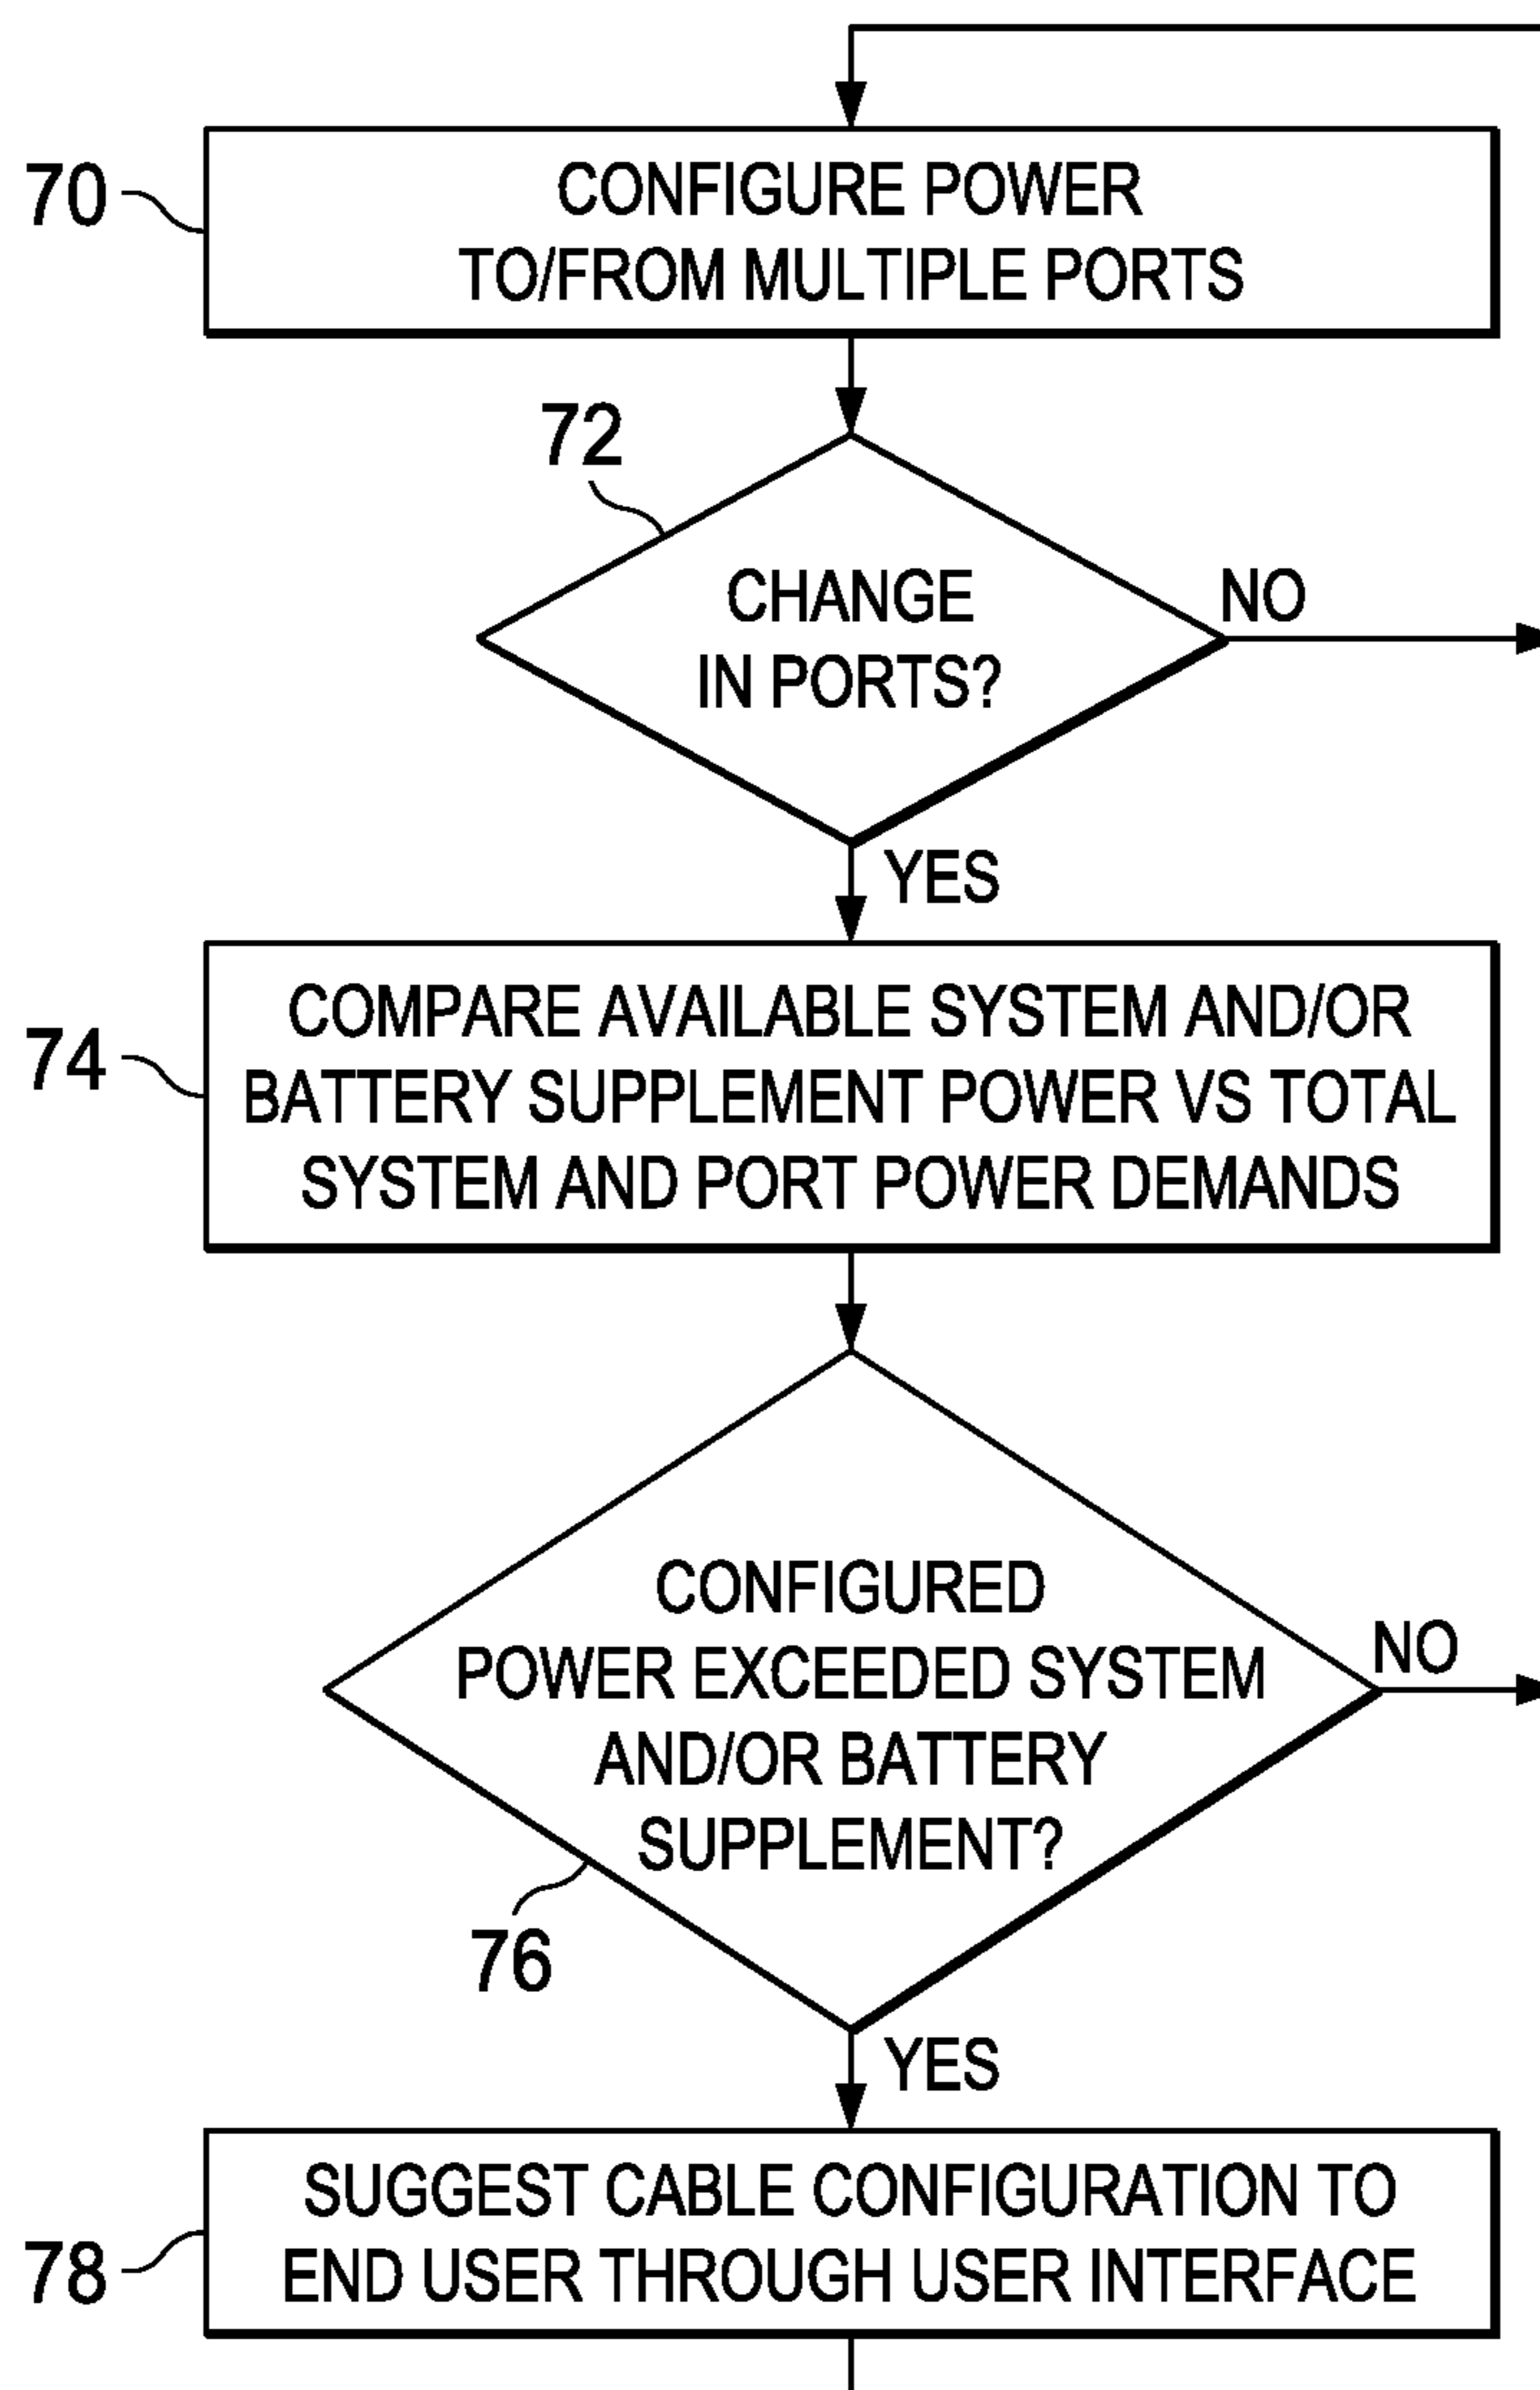 70
CONFIGURE POWER
TO/FROM MULTIPLE PORTS
72
CHANGE
IN PORTS?
NO
YES
74
COMPARE AVAILABLE SYSTEM AND/OR
BATTERY SUPPLEMENT POWER VS TOTAL
SYSTEM AND PORT POWER DEMANDS
CONFIGURED
POWER EXCEEDED SYSTEM
AND/OR BATTERY
SUPPLEMENT?
NO
76
YES
78
SUGGEST CABLE CONFIGURATION TO
END USER THROUGH USER INTERFACE